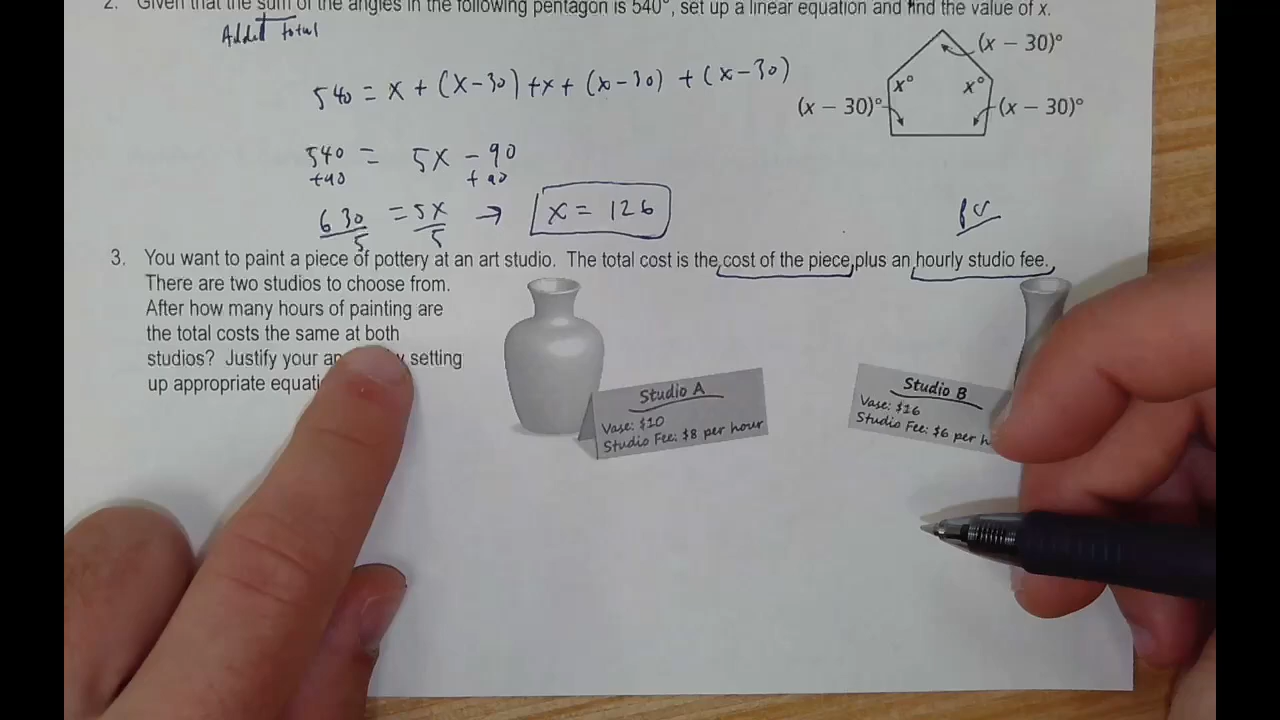 2. Given that the sum of the angles in the following pentagon is 540°, set up a linear equation and find the value of x.
Added total
(x – 30)°
540 = x + (x-30) + x + (x-30) + (x-30)
x° x°
(x – 30)° (x – 30)°
540 = 5x - 90
+90 +90
630/5 = 5x/5 → x = 126
3. You want to paint a piece of pottery at an art studio. The total cost is the cost of the piece plus an hourly studio fee.
There are two studios to choose from.
After how many hours of painting are
the total costs the same at both
studios? Justify your setting
up appropriate
Studio A
Vase: $10
Studio Fee: $8 per hour
Studio B
Vase: $16
Studio Fee: $6 per h